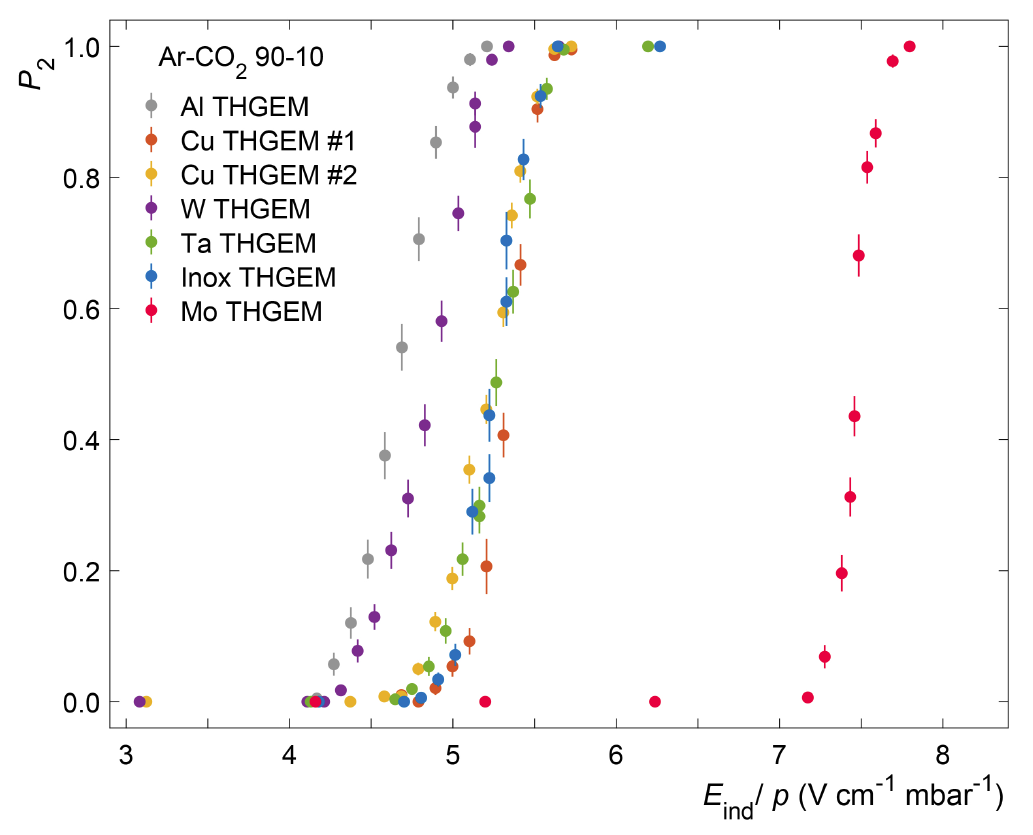 P2
1.0
0.8
0.6
0.4
0.2
0.0
Ar-CO2 90-10
Al THGEM
Cu THGEM #1
Cu THGEM #2
W THGEM
Ta THGEM
Inox THGEM
Mo THGEM
3 4 5 6 7 8
Eind/ p (V cm-1 mbar-1)